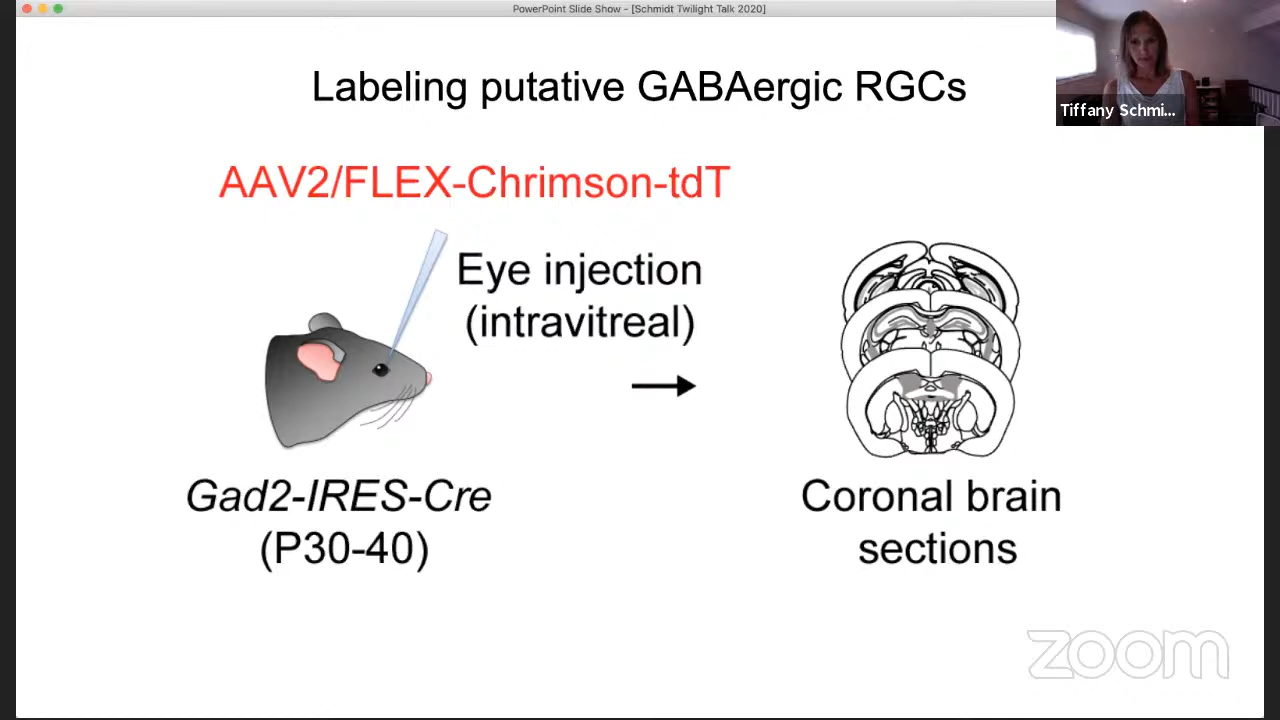 PowerPoint Slide Show - [Schmidt Twilight Talk 2020]
Tiffany Schmi...
Labeling putative GABAergic RGCs
AAV2/FLEX-Chrimson-tdT
Eye injection
(intravitreal)
Gad2-IRES-Cre
(P30-40)
Coronal brain
sections
zoom